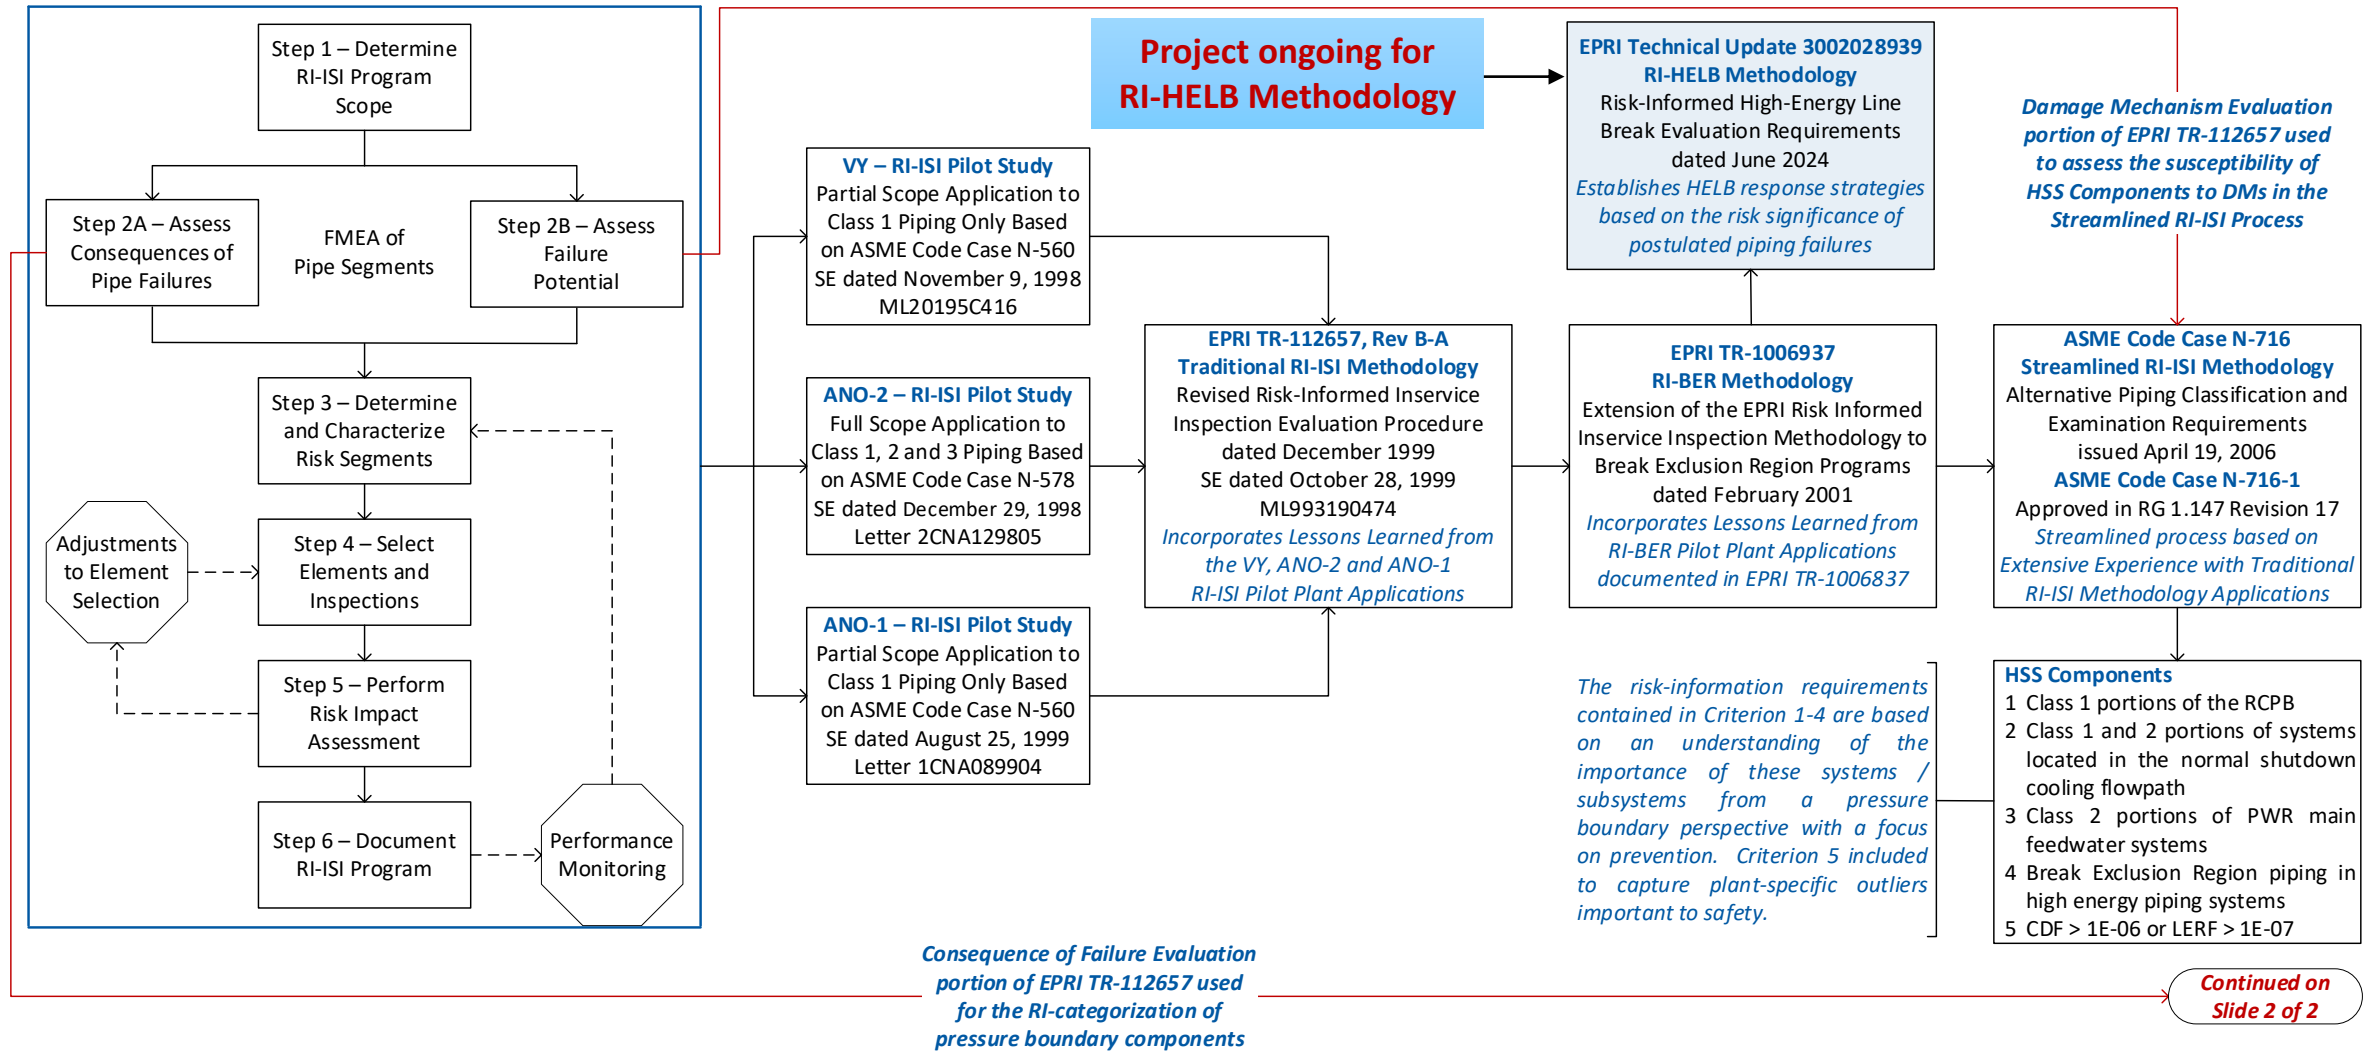 Step 1 – Determine
RI-ISI Program
Scope
Step 2A – Assess
Consequences of
Pipe Failures
FMEA of
Pipe Segments
Step 2B – Assess
Failure
Potential
Step 3 – Determine
and Characterize
Risk Segments
Adjustments
to Element
Selection
Step 4 – Select
Elements and
Inspections
Step 5 – Perform
Risk Impact
Assessment
Step 6 – Document
RI-ISI Program
Performance
Monitoring
Project ongoing for
RI-HELB Methodology
VY – RI-ISI Pilot Study
Partial Scope Application to
Class 1 Piping Only Based
on ASME Code Case N-560
SE dated November 9, 1998
ML20195C416
ANO-2 – RI-ISI Pilot Study
Full Scope Application to
Class 1, 2 and 3 Piping Based
on ASME Code Case N-578
SE dated December 29, 1998
Letter 2CNA129805
ANO-1 – RI-ISI Pilot Study
Partial Scope Application to
Class 1 Piping Only Based
on ASME Code Case N-560
SE dated August 25, 1999
Letter 1CNA089904
EPRI TR-112657, Rev B-A
Traditional RI-ISI Methodology
Revised Risk-Informed Inservice
Inspection Evaluation Procedure
dated December 1999
SE dated October 28, 1999
ML993190474
Incorporates Lessons Learned from
the VY, ANO-2 and ANO-1
RI-ISI Pilot Plant Applications
EPRI Technical Update 3002028939
RI-HELB Methodology
Risk-Informed High-Energy Line
Break Evaluation Requirements
dated June 2024
Establishes HELB response strategies
based on the risk significance of
postulated piping failures
EPRI TR-1006937
RI-BER Methodology
Extension of the EPRI Risk Informed
Inservice Inspection Methodology to
Break Exclusion Region Programs
dated February 2001
Incorporates Lessons Learned from
RI-BER Pilot Plant Applications
documented in EPRI TR-1006837
Damage Mechanism Evaluation
portion of EPRI TR-112657 used
to assess the susceptibility of
HSS Components to DMs in the
Streamlined RI-ISI Process
ASME Code Case N-716
Streamlined RI-ISI Methodology
Alternative Piping Classification and
Examination Requirements
issued April 19, 2006
ASME Code Case N-716-1
Approved in RG 1.147 Revision 17
Streamlined process based on
Extensive Experience with Traditional
RI-ISI Methodology Applications
The risk-information requirements
contained in Criterion 1-4 are based
on an understanding of the
importance of these systems /
subsystems from a pressure
boundary perspective with a focus
on prevention. Criterion 5 included
to capture plant-specific outliers
important to safety.
HSS Components
1 Class 1 portions of the RCPB
2 Class 1 and 2 portions of systems
located in the normal shutdown
cooling flowpath
3 Class 2 portions of PWR main
feedwater systems
4 Break Exclusion Region piping in
high energy piping systems
5 CDF > 1E-06 or LERF > 1E-07
Consequence of Failure Evaluation
portion of EPRI TR-112657 used
for the RI-categorization of
pressure boundary components
Continued on
Slide 2 of 2